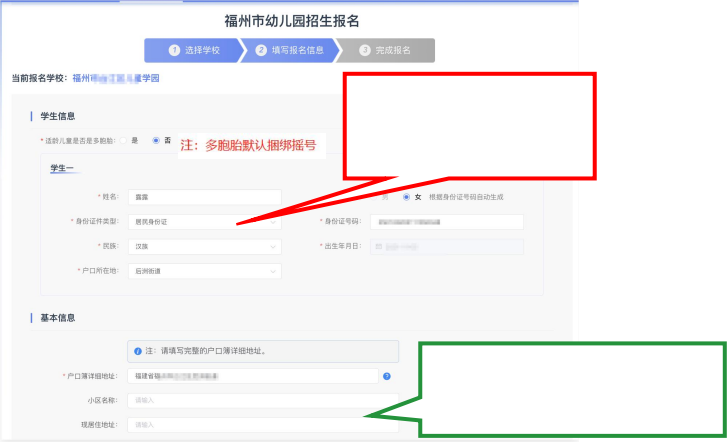 福州市幼儿园招生报名
1 选择学校
2 填写报名信息
3 完成报名
当前报名学校： 福州市 学园
学生信息
*适龄儿童是否是多胞胎： 是 否
注：多胞胎默认捆绑摇号
学生一
*姓名： 露露
男 女 根据身份证号码自动生成
*身份证件类型： 居民身份证
*身份证号码：
*民族： 汉族
*出生年月日：
*户口所在地： 后洲街道
基本信息
注：请填写完整的户口簿详细地址。
*户口簿详细地址： 福建省福
小区名称： 请输入
现居住地址： 请输入